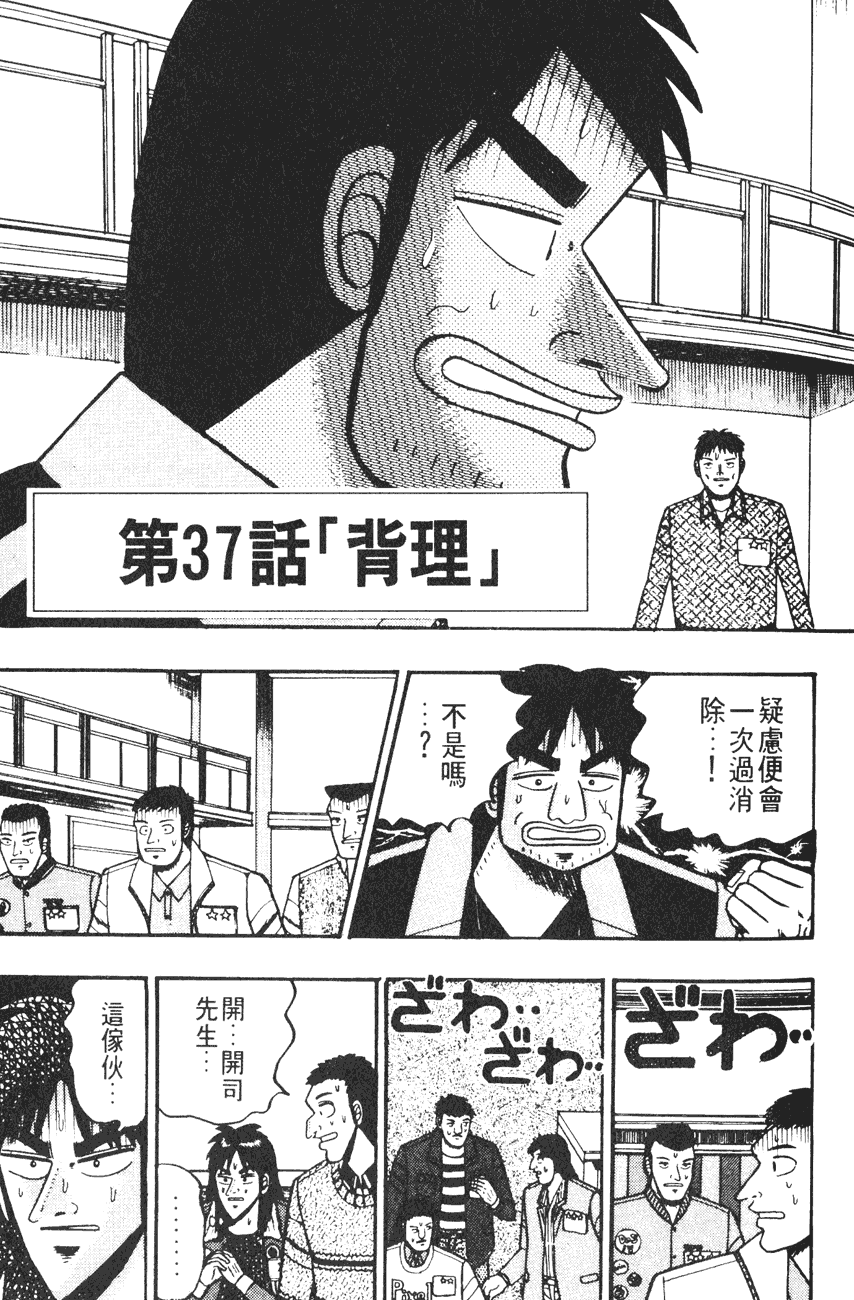 第37話「背理」
疑慮便會
一次過消
除…！
不是嗎
…？
ざわ‥
ざわ‥
ざわ‥
開…開司
先生…
………
這傢伙…
Pixel